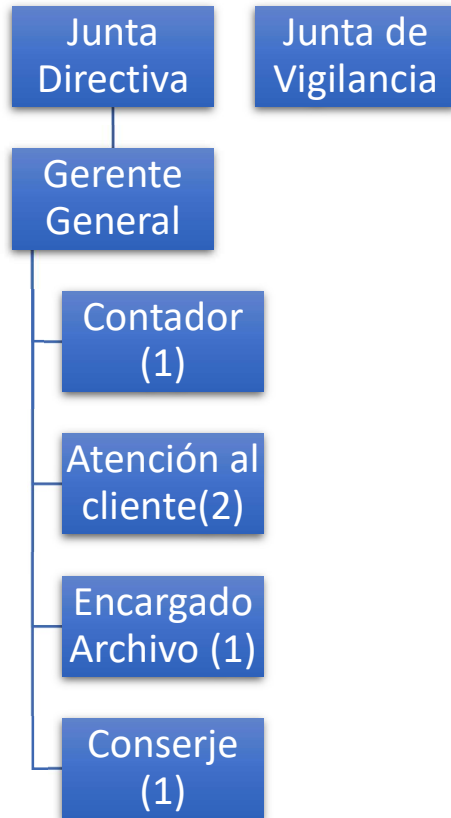 Junta
Directiva
Junta de
Vigilancia
Gerente
General
Contador
(1)
Atención al
cliente(2)
Encargado
Archivo (1)
Conserje
(1)